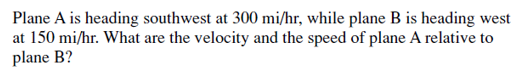 Plane A is heading southwest at 300 mi/hr, while plane B is heading west
at 150 mi/hr. What are the velocity and the speed of plane A relative to
plane B?